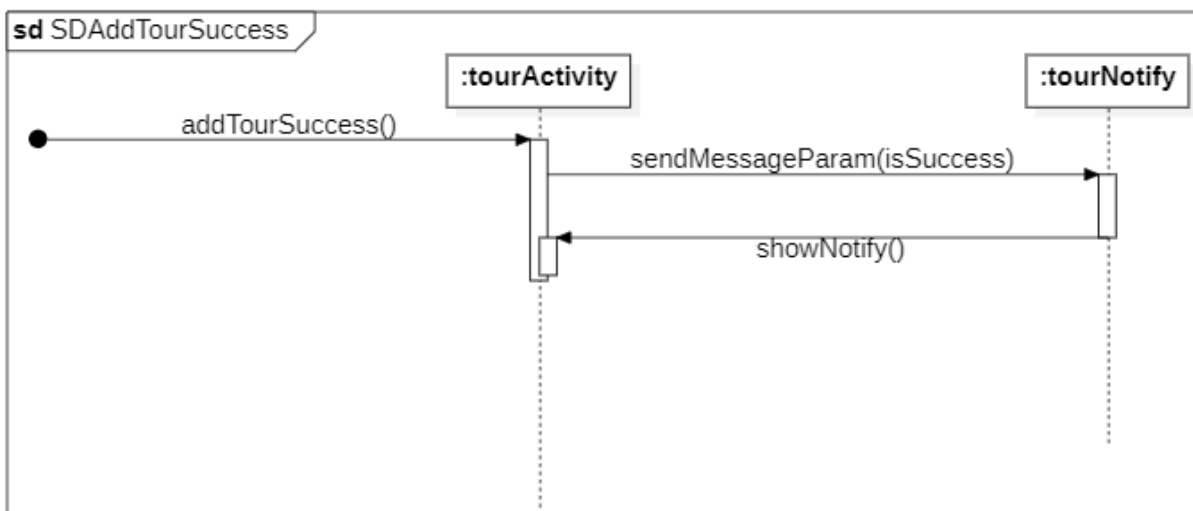 sd SDAddTourSuccess
:tourActivity
:tourNotify
addTourSuccess()
sendMessageParam(isSuccess)
showNotify()